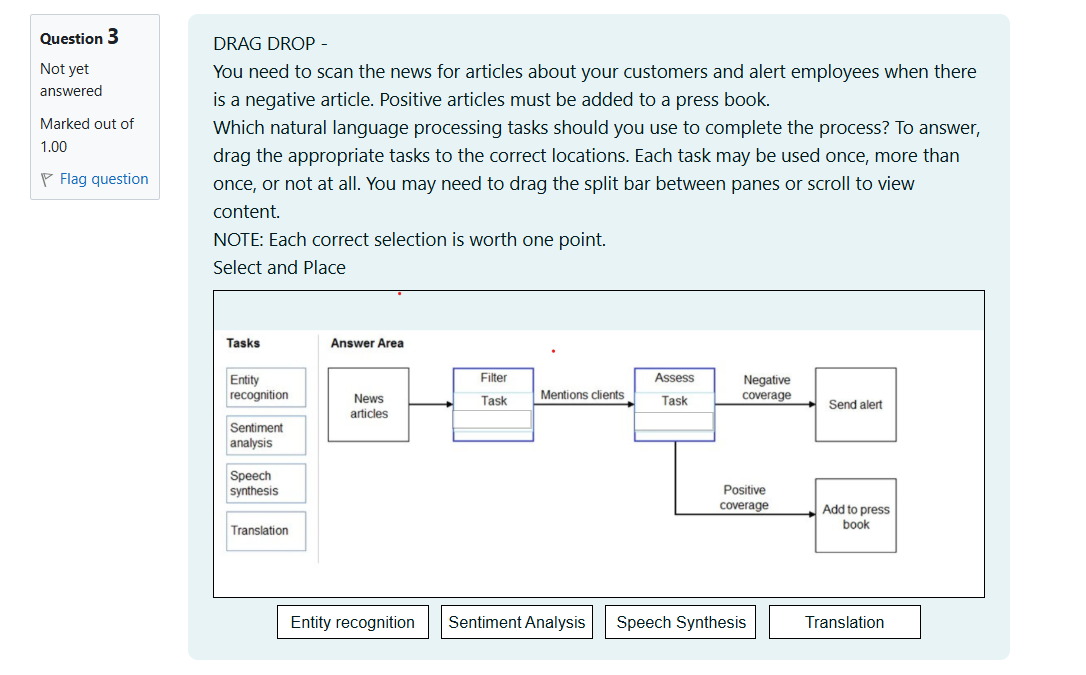 Question 3
Not yet
answered
Marked out of
1.00
Flag question
DRAG DROP -
You need to scan the news for articles about your customers and alert employees when there
is a negative article. Positive articles must be added to a press book.
Which natural language processing tasks should you use to complete the process? To answer,
drag the appropriate tasks to the correct locations. Each task may be used once, more than
once, or not at all. You may need to drag the split bar between panes or scroll to view
content.
NOTE: Each correct selection is worth one point.
Select and Place
Tasks
Entity
recognition
Sentiment
analysis
Speech
synthesis
Translation
Answer Area
News
articles
Filter
Task
Mentions clients
Assess
Task
Negative
coverage
Send alert
Positive
coverage
Add to press
book
Entity recognition
Sentiment Analysis
Speech Synthesis
Translation